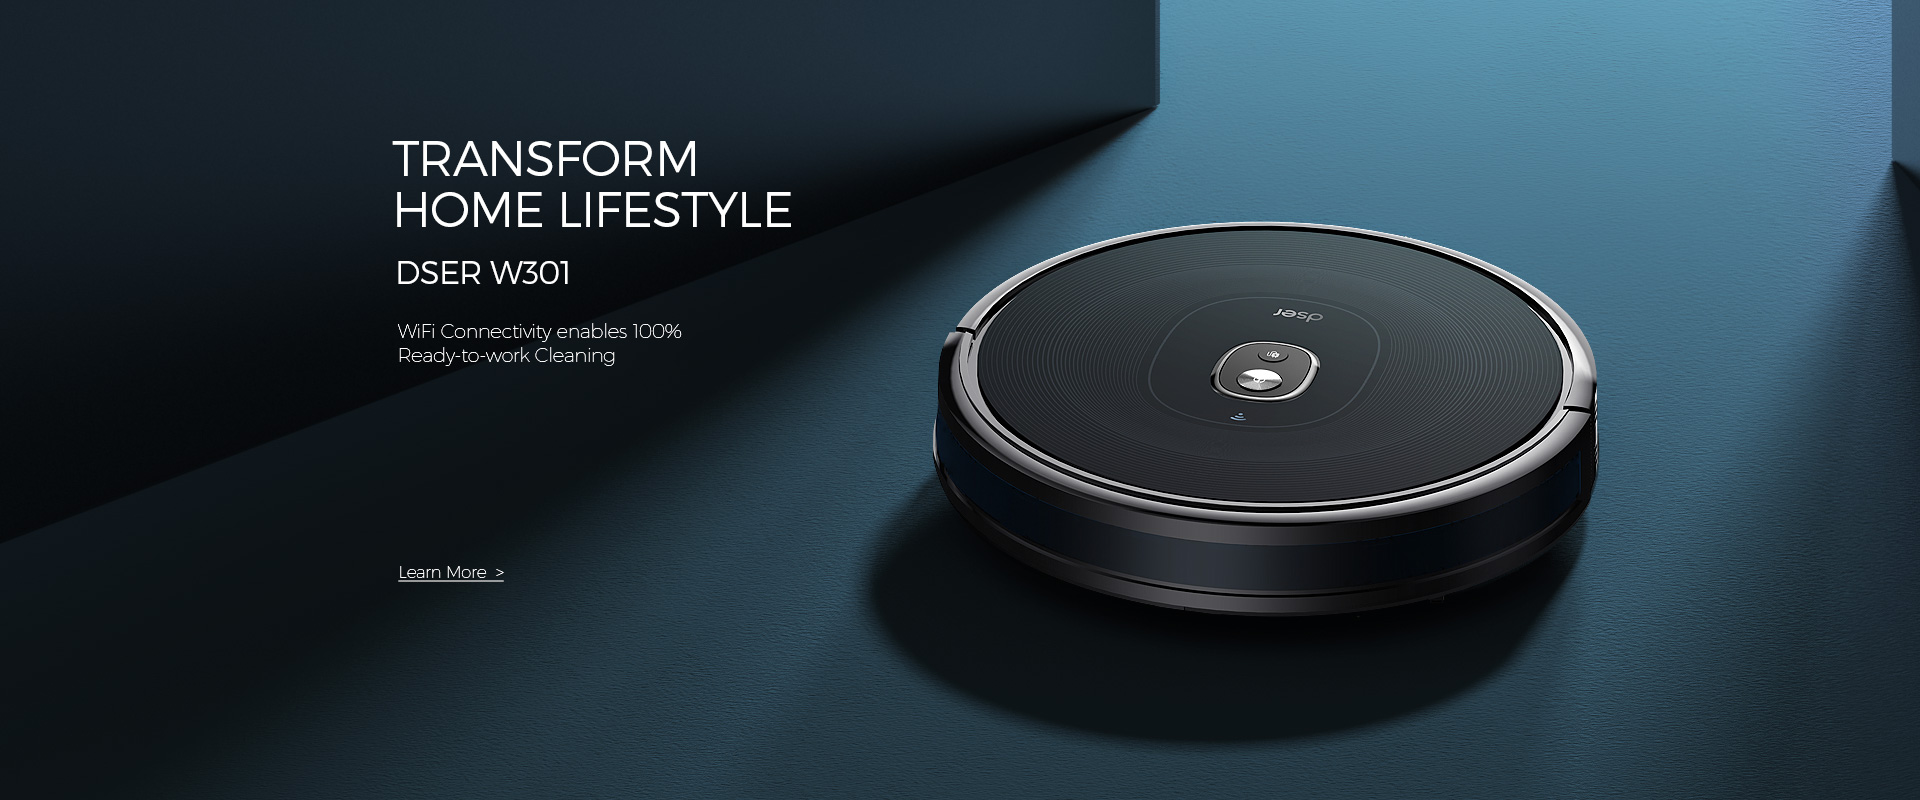 TRANSFORM
HOME LIFESTYLE
DSER W301
WiFi Connectivity enables 100%
Ready-to-work Cleaning
Learn More >
dser